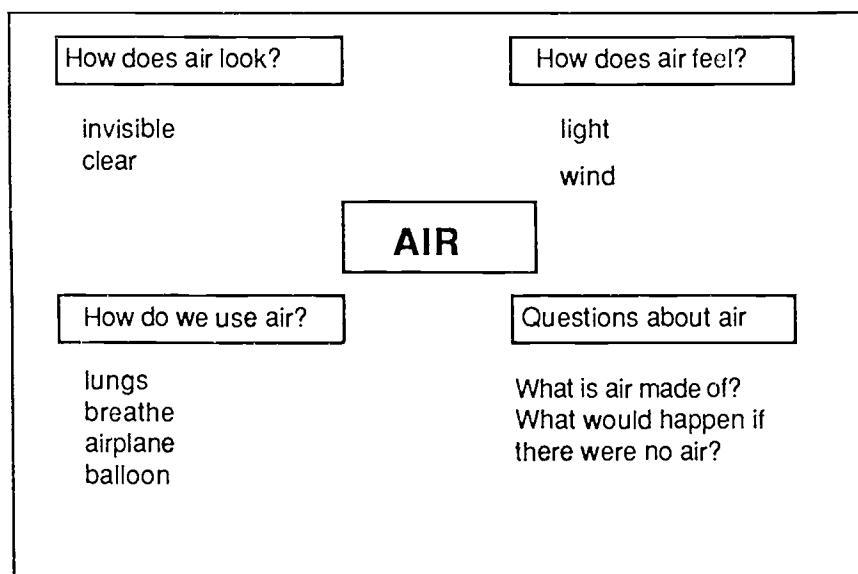 How does air look?
How does air feel?
invisible
clear
light
wind
AIR
How do we use air?
Questions about air
lungs
breathe
airplane
balloon
What is air made of?
What would happen if
there were no air?